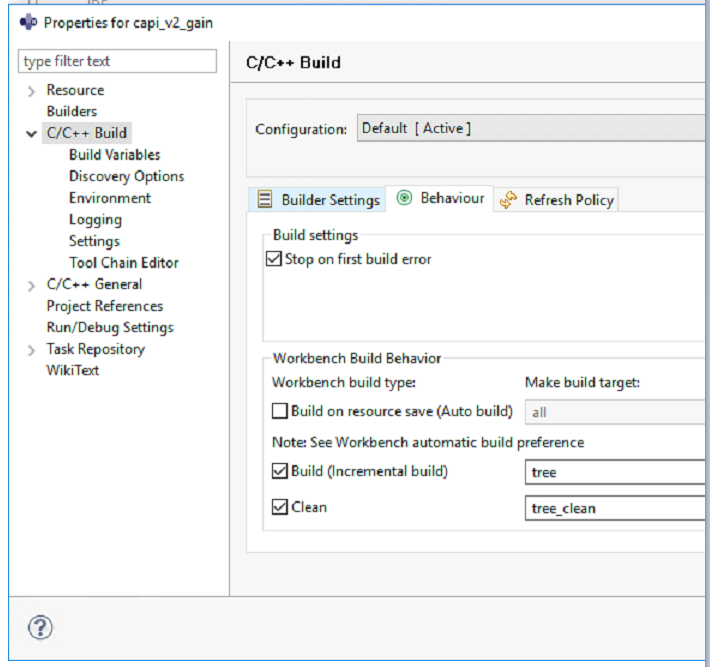 Properties for capi_v2_gain
type filter text
C/C++ Build
Resource
Builders
C/C++ Build
Build Variables
Discovery Options
Environment
Logging
Settings
Tool Chain Editor
C/C++ General
Project References
Run/Debug Settings
Task Repository
WikiText
Configuration: Default [ Active ]
Builder Settings Behaviour Refresh Policy
Build settings
Stop on first build error
Workbench Build Behavior
Workbench build type: Make build target:
Build on resource save (Auto build) all
Note: See Workbench automatic build preference
Build (Incremental build) tree
Clean tree_clean
?